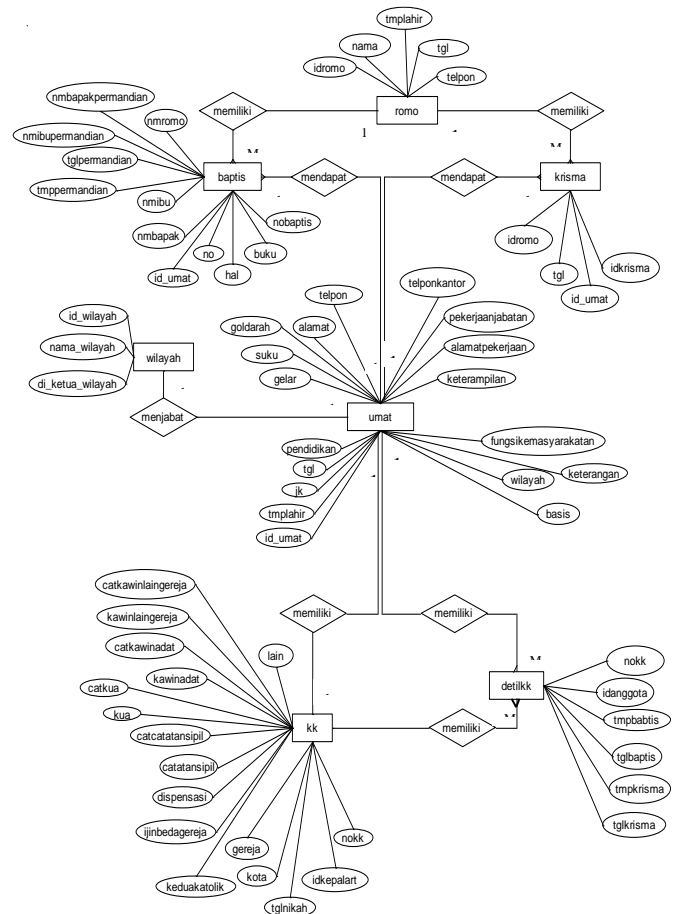 tmplahir
nama
tgl
idromo
telpon
romo
memiliki
memiliki
1
nmbapakpermandian
nmromo
nmibupermandian
tglpermandian
tmppermandian
baptis
mendapat
mendapat
krisma
nmibu
nmbapak
nobaptis
no
buku
id_umat
hal
idromo
idkrisma
tgl
id_umat
telpon
telponkantor
id_wilayah
goldarah
alamat
pekerjaanjabatan
nama_wilayah
wilayah
suku
alamatpekerjaan
di_ketua_wilayah
gelar
keterampilan
menjabat
umat
pendidikan
fungsikemasyarakatan
tgl
keterangan
jk
wilayah
tmplahir
basis
id_umat
catkawinlaingereja
kawinlaingereja
memiliki
memiliki
catkawinadat
lain
kawinadat
nokk
catkua
detilkk
idanggota
kua
tmpbabtis
catcatatansipil
kk
memiliki
catatansipil
tglbaptis
dispensasi
tmpkrisma
ijinbedagereja
tglkrisma
gereja
nokk
keduakatolik
kota
idkepalart
tglnikah